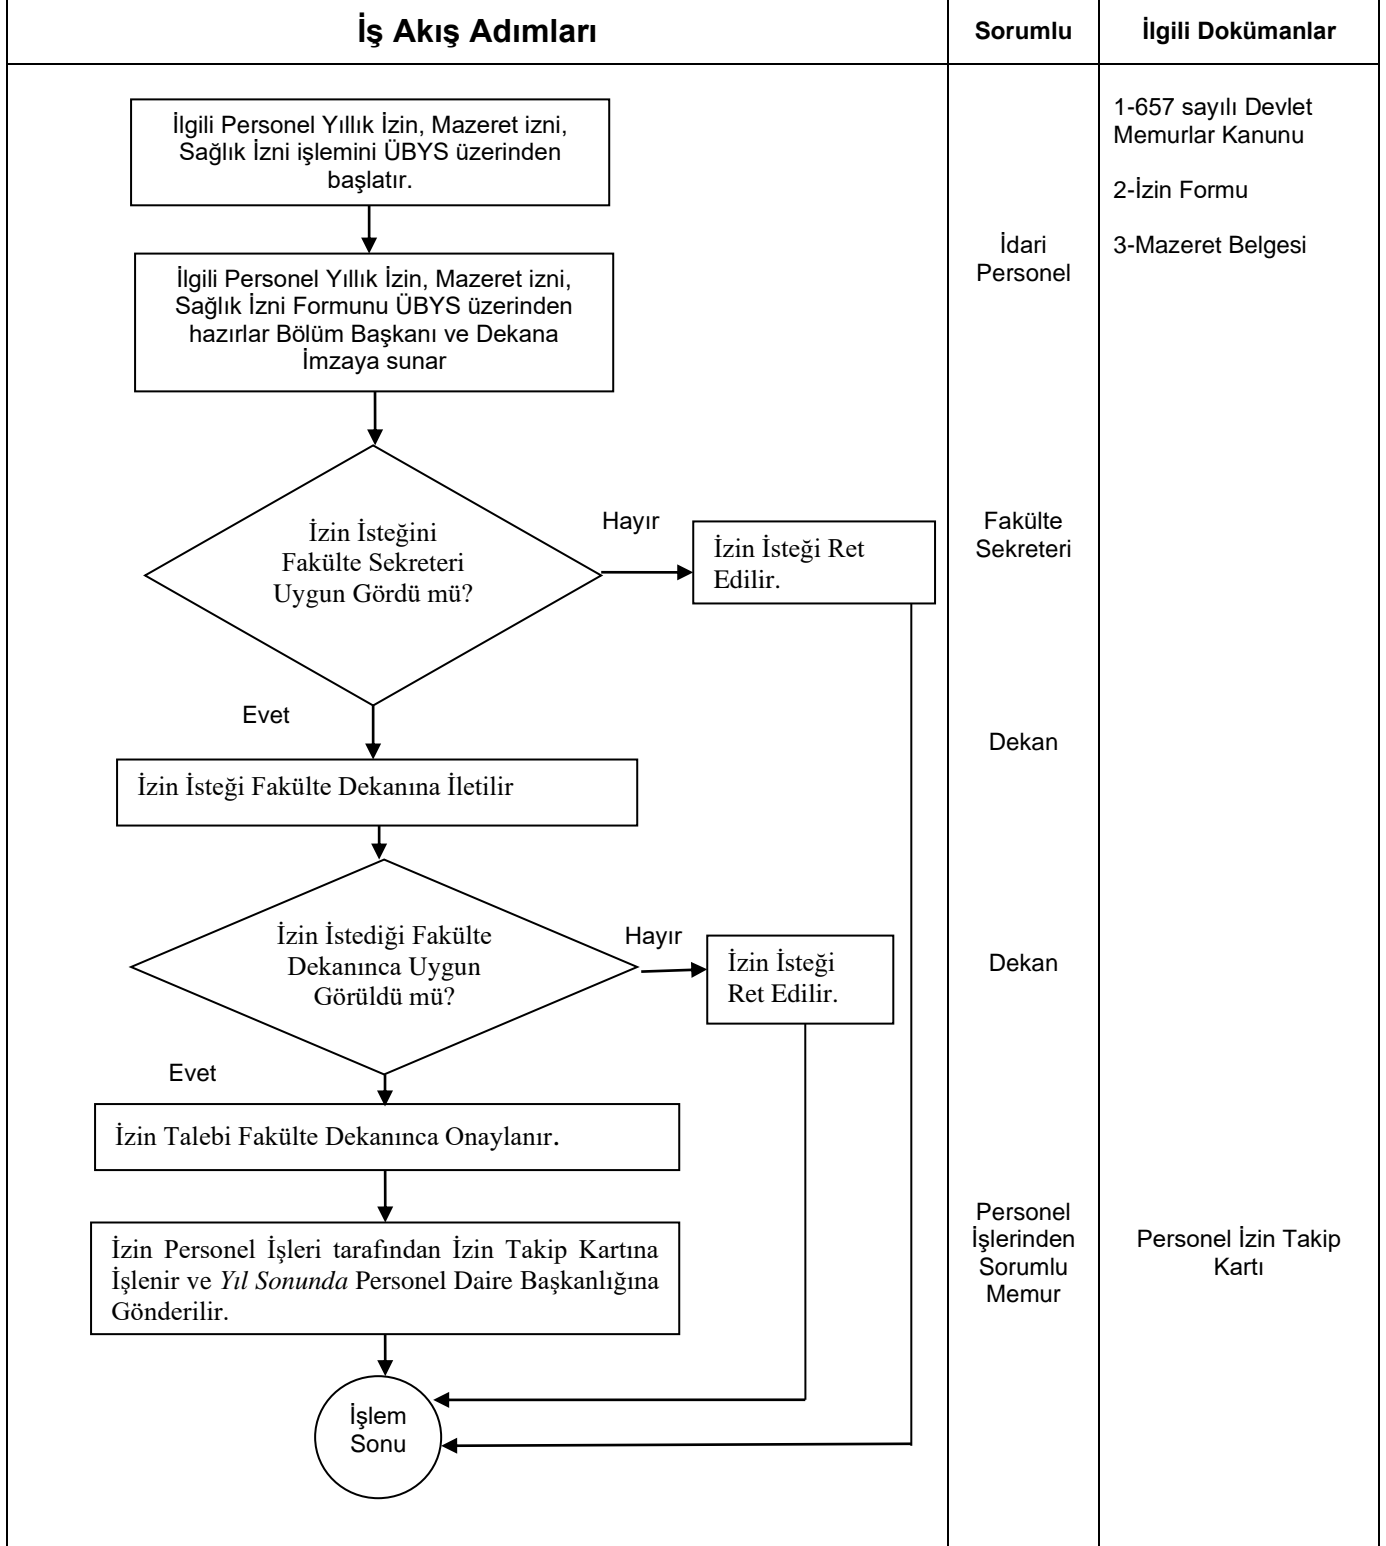 İş Akış Adımları
Sorumlu
İlgili Dokümanlar
İlgili Personel Yıllık İzin, Mazeret izni,
Sağlık İzni işlemini ÜBYS üzerinden
başlatır.
1-657 sayılı Devlet
Memurlar Kanunu
2-İzin Formu
3-Mazeret Belgesi
İdari
Personel
İlgili Personel Yıllık İzin, Mazeret izni,
Sağlık İzni Formunu ÜBYS üzerinden
hazırlar Bölüm Başkanı ve Dekana
İmzaya sunar
İzin İsteğini
Fakülte Sekreteri
Uygun Gördü mü?
Hayır
İzin İsteği Ret
Edilir.
Fakülte
Sekreteri
Evet
Dekan
İzin İsteği Fakülte Dekanına İletilir
İzin İstediği Fakülte
Dekanınca Uygun
Görüldü mü?
Hayır
İzin İsteği
Ret Edilir.
Dekan
Evet
İzin Talebi Fakülte Dekanınca Onaylanır.
İzin Personel İşleri tarafından İzin Takip Kartına
İşlenir ve Yıl Sonunda Personel Daire Başkanlığına
Gönderilir.
Personel
İşlerinden
Sorumlu
Memur
Personel İzin Takip
Kartı
İşlem
Sonu